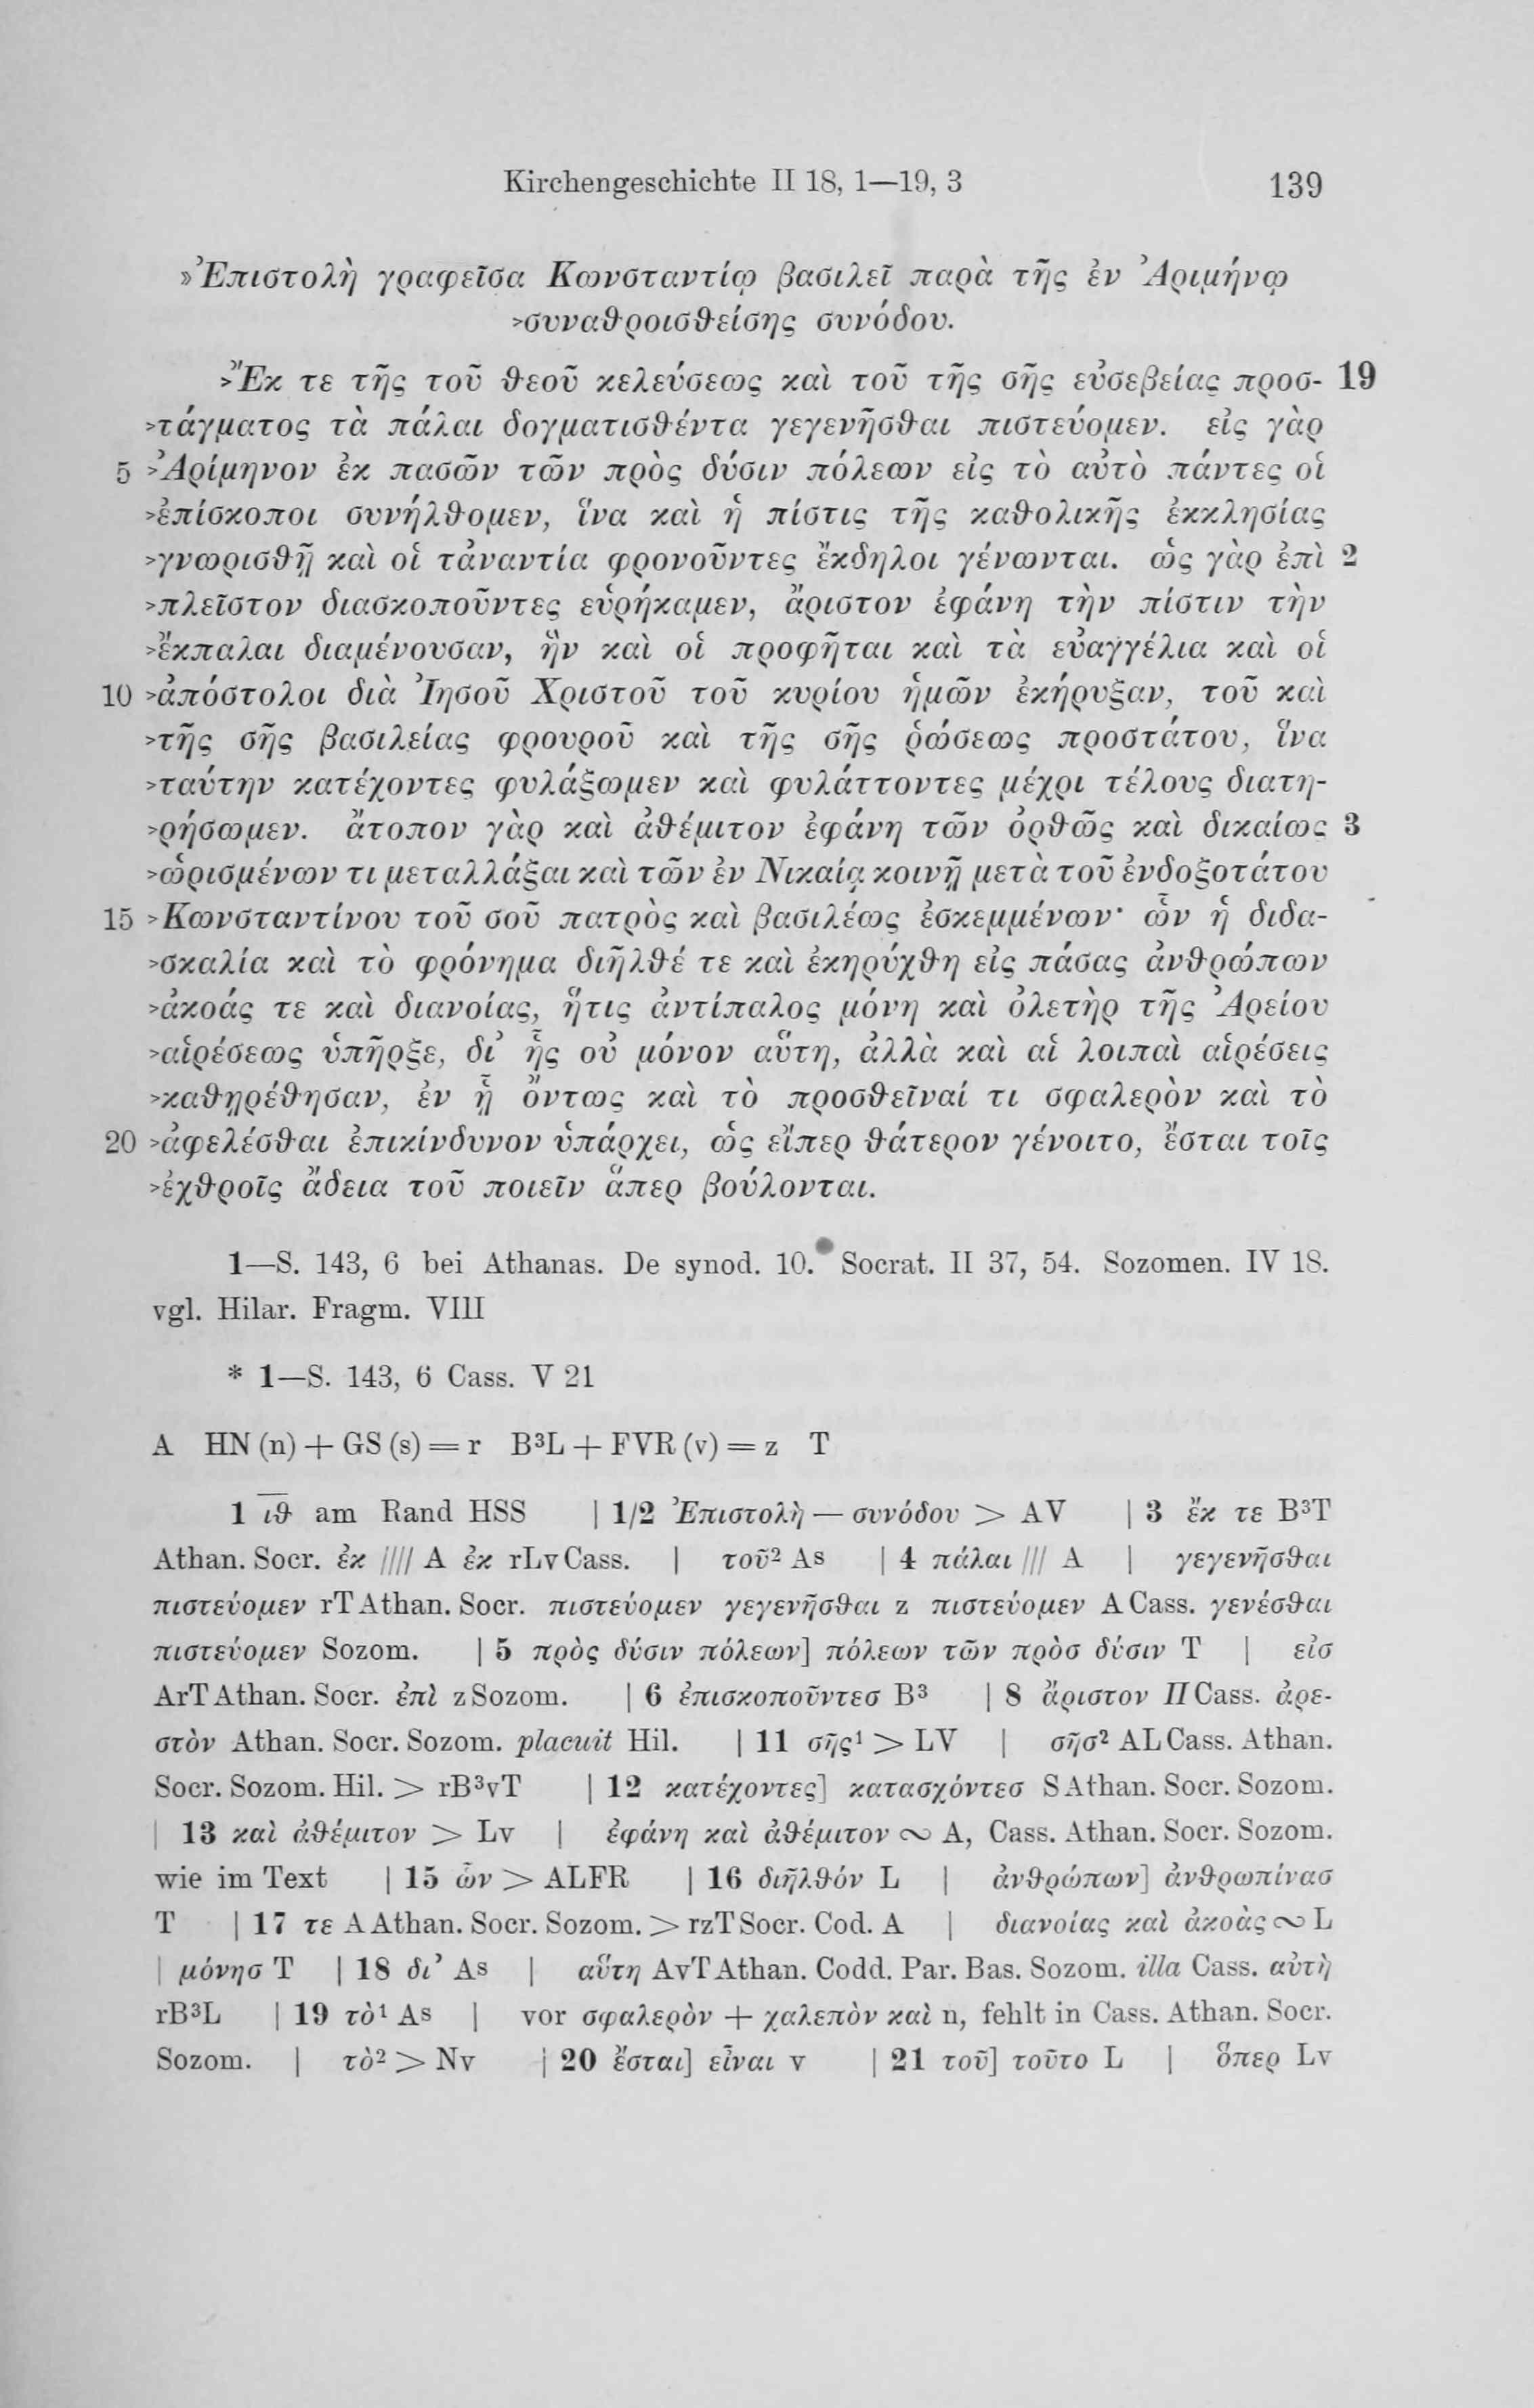 Kirchengeschichte II 18, 1—19, 3 139
»Ἐπιστολὴ γραφεῖσα Κωνσταντίῳ βασιλεῖ παρὰ τῆς ἐν Ἀριμήνῳ
>συναθροισθείσης συνόδου.
>Ἔκ τε τῆς τοῦ θεοῦ κελεύσεως καὶ τοῦ τῆς σῆς εὐσεβείας προσ- 19
>τάγματος τὰ πάλαι δογματισθέντα γεγενῆσθαι πιστεύομεν. εἰς γὰρ
5 >Ἀρίμηνον ἐκ πασῶν τῶν πρὸς δύσιν πόλεων εἰς τὸ αὐτὸ πάντες οἱ
>ἐπίσκοποι συνήλθομεν, ἵνα καὶ ἡ πίστις τῆς καθολικῆς ἐκκλησίας
>γνωρισθῇ καὶ οἱ τἀναντία φρονοῦντες ἔκδηλοι γένωνται. ὡς γὰρ ἐπὶ 2
>πλεῖστον διασκοποῦντες εὑρήκαμεν, ἄριστον ἐφάνη τὴν πίστιν τὴν
>ἔκπαλαι διαμένουσαν, ἣν καὶ οἱ προφῆται καὶ τὰ εὐαγγέλια καὶ οἱ
10 >ἀπόστολοι διὰ Ἰησοῦ Χριστοῦ τοῦ κυρίου ἡμῶν ἐκήρυξαν, τοῦ καὶ
>τῆς σῆς βασιλείας φρουροῦ καὶ τῆς σῆς ῥώσεως προστάτου, ἵνα
>ταύτην κατέχοντες φυλάξωμεν καὶ φυλάττοντες μέχρι τέλους διατη-
>ρήσωμεν. ἄτοπον γὰρ καὶ ἀθέμιτον ἐφάνη τῶν ὀρθῶς καὶ δικαίως 3
>ὡρισμένων τι μεταλλάξαι καὶ τῶν ἐν Νικαίᾳ κοινῇ μετὰ τοῦ ἐνδοξοτάτου
15 >Κωνσταντίνου τοῦ σοῦ πατρὸς καὶ βασιλέως ἐσκεμμένων· ὧν ἡ διδα-
>σκαλία καὶ τὸ φρόνημα διῆλθέ τε καὶ ἐκηρύχθη εἰς πάσας ἀνθρώπων
>ἀκοάς τε καὶ διανοίας, ἥτις ἀντίπαλος μόνη καὶ ὀλετὴρ τῆς Ἀρείου
>αἱρέσεως ὑπῆρξε, δι’ ἧς οὐ μόνον αὕτη, ἀλλὰ καὶ αἱ λοιπαὶ αἱρέσεις
>καθῃρέθησαν, ἐν ᾗ ὄντως καὶ τὸ προσθεῖναί τι σφαλερὸν καὶ τὸ
20 >ἀφελέσθαι ἐπικίνδυνον ὑπάρχει, ὡς εἴπερ θάτερον γένοιτο, ἔσται τοῖς
>ἐχθροῖς ἄδεια τοῦ ποιεῖν ἅπερ βούλονται.
1—S. 143, 6 bei Athanas. De synod. 10. Socrat. II 37, 54. Sozomen. IV 18.
vgl. Hilar. Fragm. VIII
* 1—S. 143, 6 Cass. V 21
A HN (n) + GS (s) = r B³L + FVR (v) = z T
1 ι̅θ̅ am Rand HSS | 1/2 Ἐπιστολὴ — συνόδου > AV | 3 ἔκ τε B³T
Athan. Socr. ἐκ //// A ἐκ rLv Cass. | τοῦ² As | 4 πάλαι /// A | γεγενῆσθαι
πιστεύομεν rT Athan. Socr. πιστεύομεν γεγενῆσθαι z πιστεύομεν A Cass. γενέσθαι
πιστεύομεν Sozom. | 5 πρὸς δύσιν πόλεων] πόλεων τῶν πρὸσ δύσιν T | εἰσ
ArT Athan. Socr. ἐπὶ z Sozom. | 6 ἐπισκοποῦντεσ B³ | 8 ἄριστον Π Cass. ἀρε-
στὸν Athan. Socr. Sozom. placuit Hil. | 11 σῆς¹ > LV | σῆσ² AL Cass. Athan.
Socr. Sozom. Hil. > rB³vT | 12 κατέχοντες] κατασχόντεσ S Athan. Socr. Sozom.
| 13 καὶ ἀθέμιτον > Lv | ἐφάνη καὶ ἀθέμιτον ∾ A, Cass. Athan. Socr. Sozom.
wie im Text | 15 ὧν > ALFR | 16 διῆλθόν L | ἀνθρώπων] ἀνθρωπίνασ
T | 17 τε A Athan. Socr. Sozom. > rzT Socr. Cod. A | διανοίας καὶ ἀκοὰς ∾ L
| μόνησ T | 18 δι’ As | αὕτη AvT Athan. Codd. Par. Bas. Sozom. illa Cass. αὐτὴ
rB³L | 19 τὸ¹ As | vor σφαλερὸν + χαλεπὸν καὶ n, fehlt in Cass. Athan. Socr.
Sozom. | τὸ² > Nv | 20 ἔσται] εἶναι v | 21 τοῦ] τοῦτο L | ὅπερ Lv